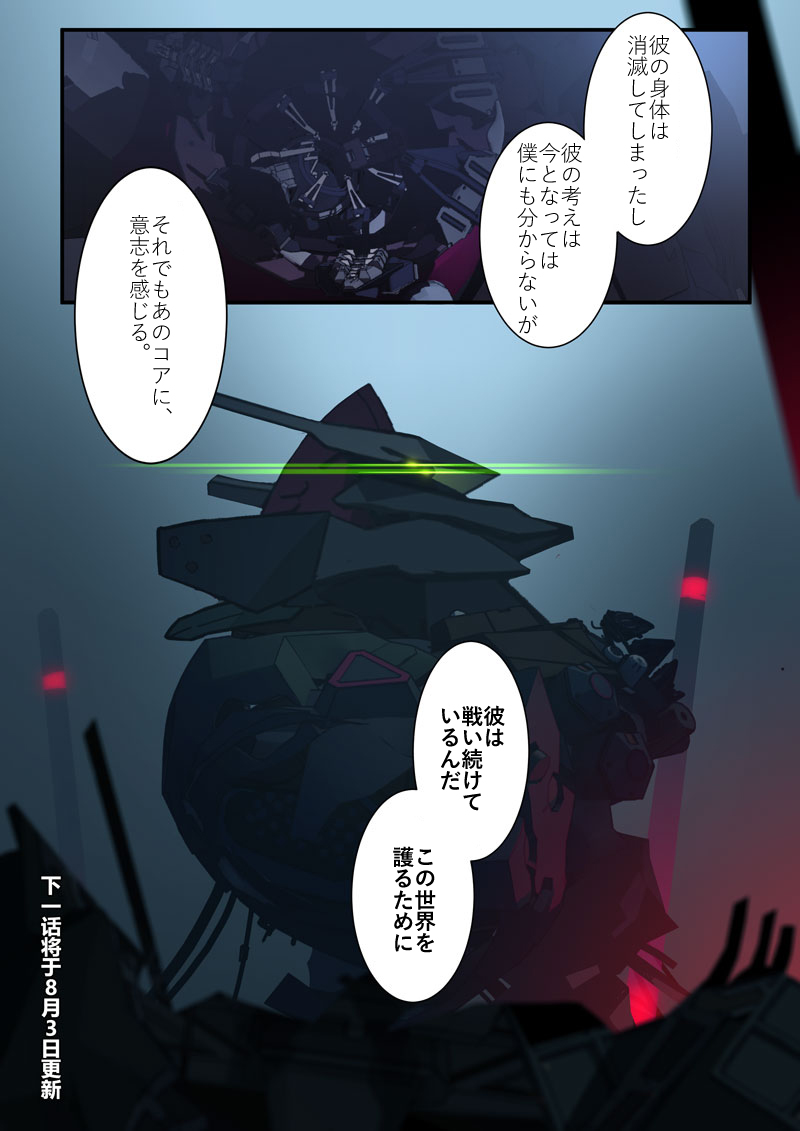 彼の身体は
消滅してしまったし
彼の考えは
今となっては
僕にも分からないが
それでもあのコアに、
意志を感じる。
彼は
戦い続けて
いるんだ
この世界を
護るために
下一话将于8月3日更新